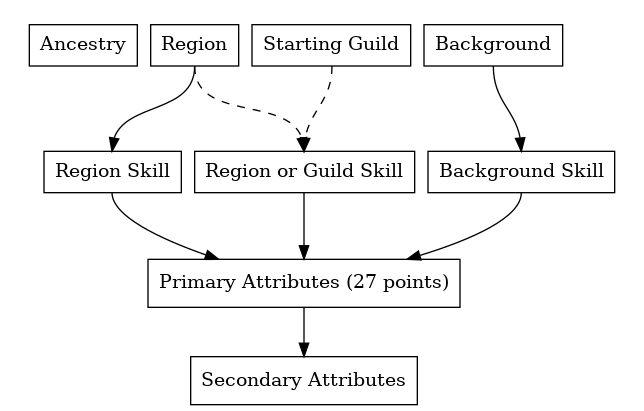 Ancestry
Region
Starting Guild
Background
Region Skill
Region or Guild Skill
Background Skill
Primary Attributes (27 points)
Secondary Attributes